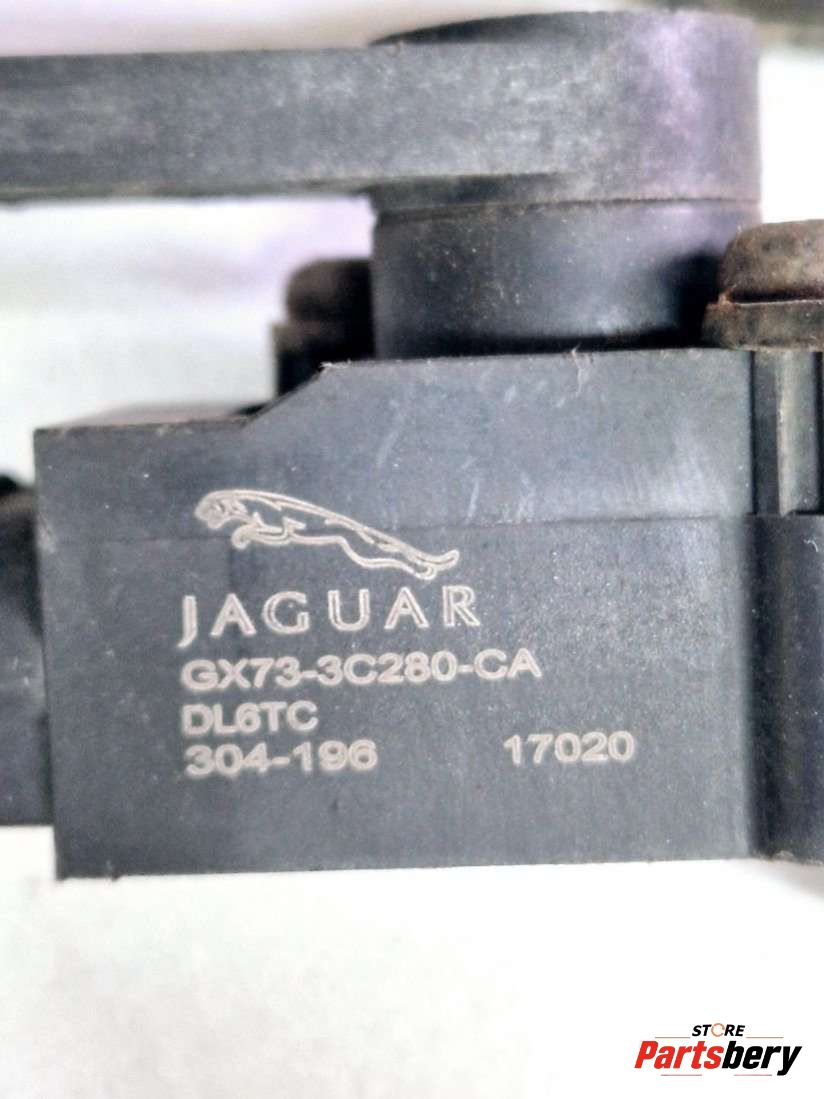 JAGUAR
GX73-3C280-CA
DL6TC
304-196 17020
STORE
Partsbery